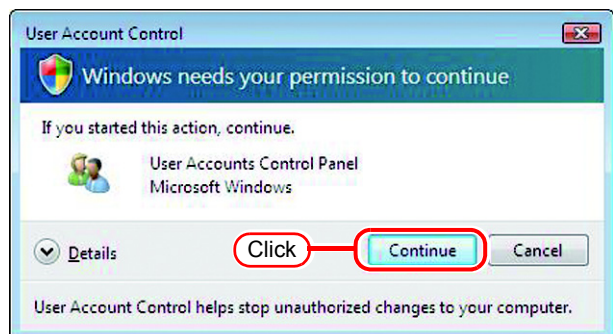 User Account Control
Windows needs your permission to continue
If you started this action, continue.
User Accounts Control Panel
Microsoft Windows
Details
Click
Continue
Cancel
User Account Control helps stop unauthorized changes to your computer.